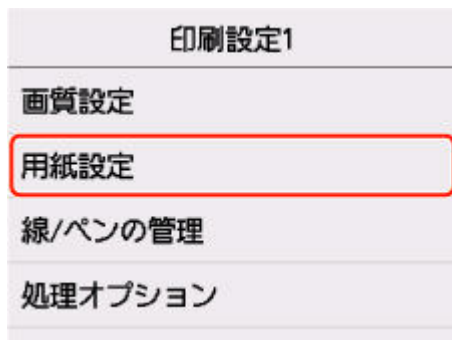 印刷設定1
画質設定
用紙設定
線/ペンの管理
処理オプション